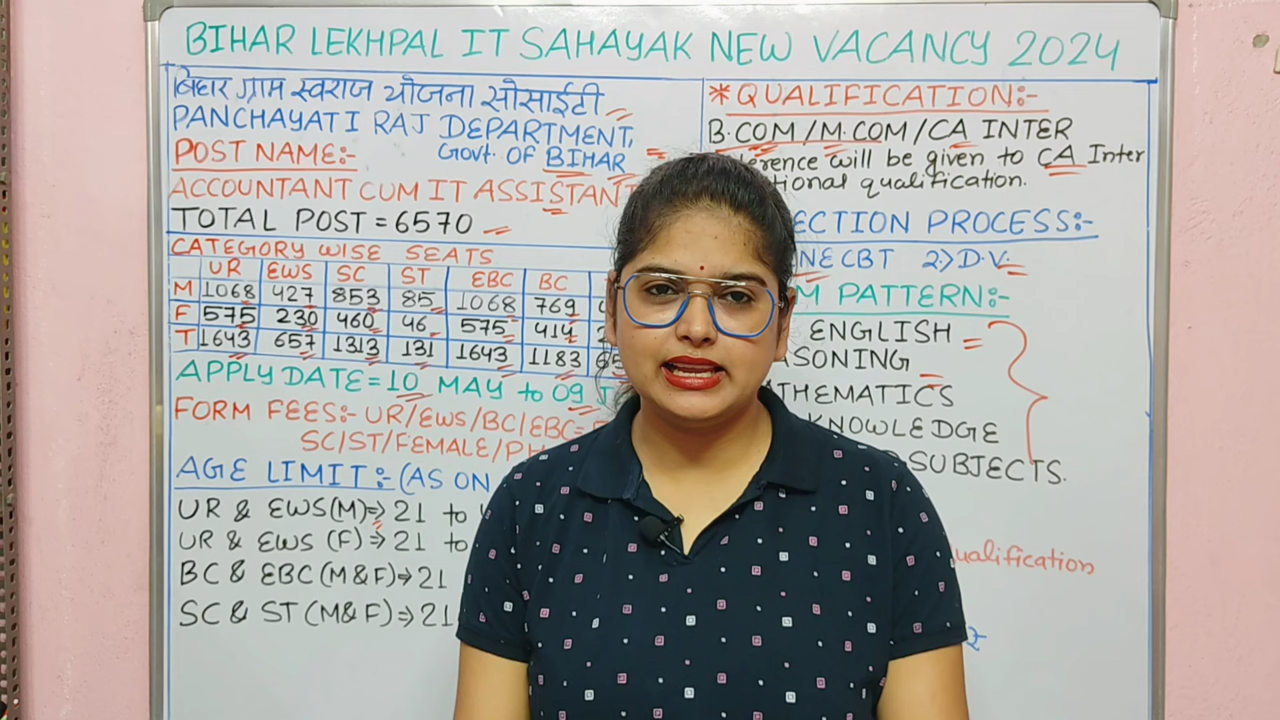 BIHAR LEKHPAL IT SAHAYAK NEW VACANCY 2024
बिहार ग्राम स्वराज योजना सोसाईटी
PANCHAYATI RAJ DEPARTMENT,
Govt. OF BIHAR
POST NAME:-
ACCOUNTANT CUM IT ASSISTANT
TOTAL POST = 6570
CATEGORY WISE SEATS
UR EWS SC ST EBC BC
M 1068 427 853 85 1068 769
F 575 230 460 46 575 414
T 1643 657 1313 131 1643 1183
APPLY DATE = 10 MAY to 09
FORM FEES:- UR/EWS/BC/EBC=
SC/ST/FEMALE/PH
AGE LIMIT:- (AS ON
UR & EWS(M)⇒ 21 to
UR & EWS (F)⇒ 21 to
BC & EBC (M&F)⇒ 21
SC & ST (M&F)⇒ 21
* QUALIFICATION:-
B.COM/M.COM/CA INTER
will be given to CA Inter
qualification.
PROCESS:-
CBT 2.> D.V.
PATTERN:-
ENGLISH
SUBJECTS.